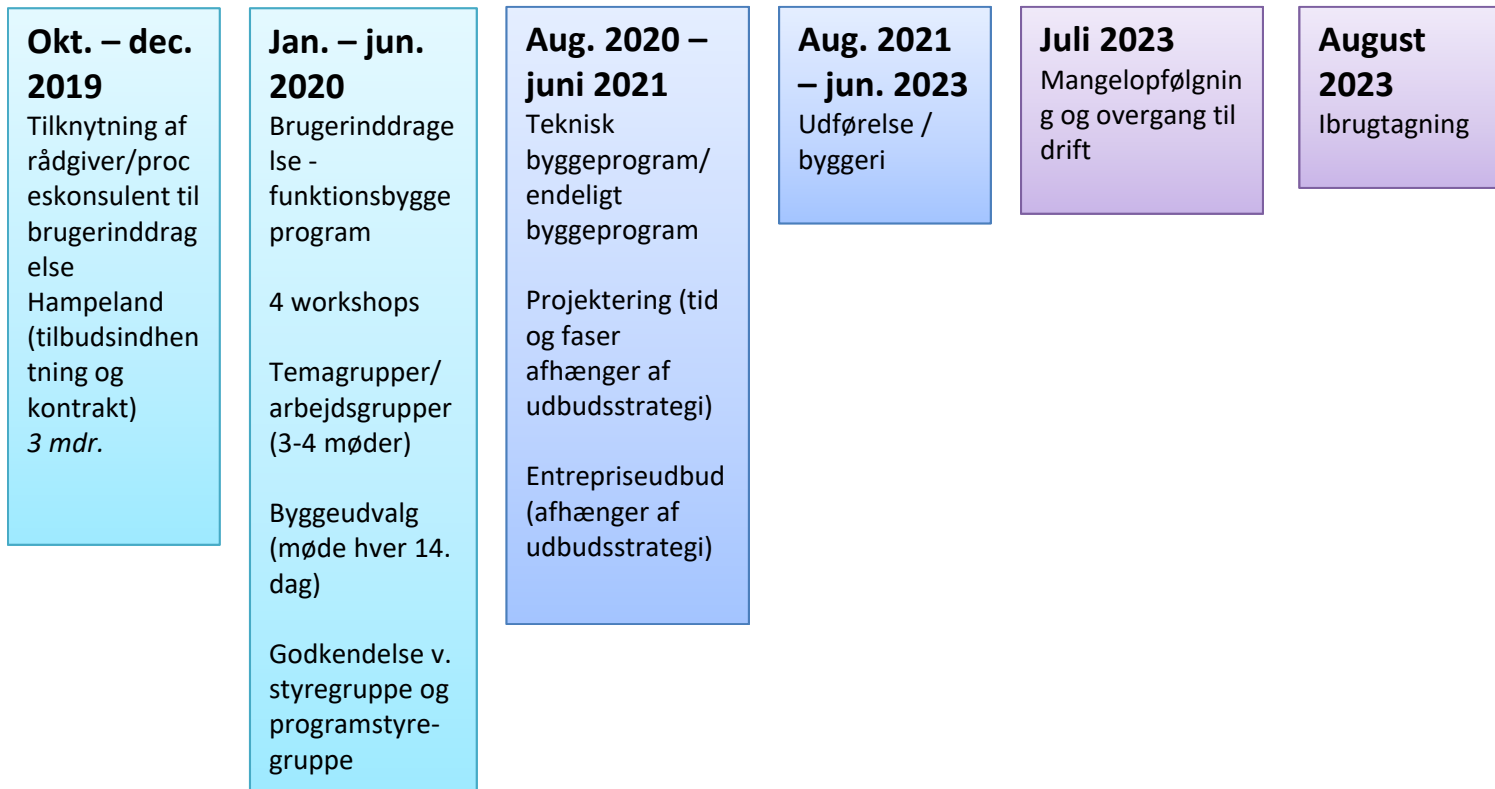 Okt. – dec.
2019
Tilknytning af
rådgiver/proc
eskonsulent til
brugerinddrag
else
Hampeland
(tilbudsindhen
tning og
kontrakt)
3 mdr.
Jan. – jun.
2020
Brugerinddrage
lse -
funktionsbygge
program
4 workshops
Temagrupper/
arbejdsgrupper
(3-4 møder)
Byggeudvalg
(møde hver 14.
dag)
Godkendelse v.
styregruppe og
programstyre-
gruppe
Aug. 2020 –
juni 2021
Teknisk
byggeprogram/
endeligt
byggeprogram
Projektering (tid
og faser
afhænger af
udbudsstrategi)
Entrepriseudbud
(afhænger af
udbudsstrategi)
Aug. 2021
– jun. 2023
Udførelse /
byggeri
Juli 2023
Mangelopfølgnin
g og overgang til
drift
August
2023
Ibrugtagning